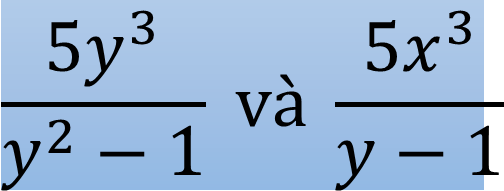 5y³/(y² − 1) và 5x³/(y − 1)